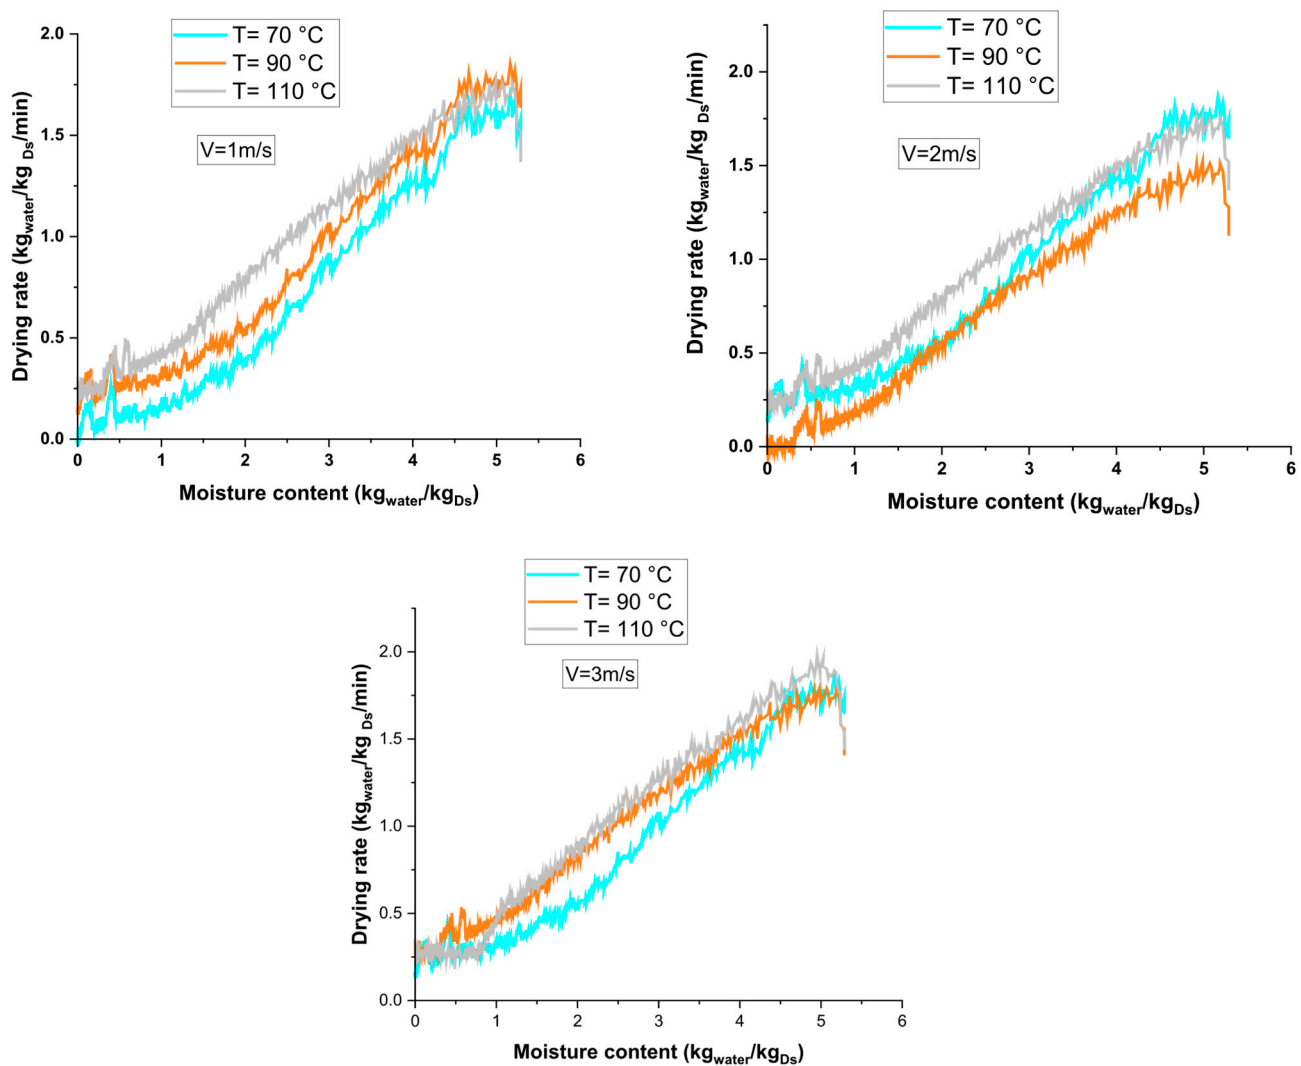 T= 70 °C
T= 90 °C
T= 110 °C
V=1m/s
2.0
1.5
1.0
0.5
0.0
0 1 2 3 4 5 6
Drying rate (kgwater/kg Ds/min)
Moisture content (kgwater/kgDs)
T= 70 °C
T= 90 °C
T= 110 °C
V=2m/s
2.0
1.5
1.0
0.5
0.0
0 1 2 3 4 5 6
Drying rate (kgwater/kg Ds/min)
Moisture content (kgwater/kgDs)
T= 70 °C
T= 90 °C
T= 110 °C
V=3m/s
2.0
1.5
1.0
0.5
0.0
0 1 2 3 4 5 6
Drying rate (kgwater/kg Ds/min)
Moisture content (kgwater/kgDs)